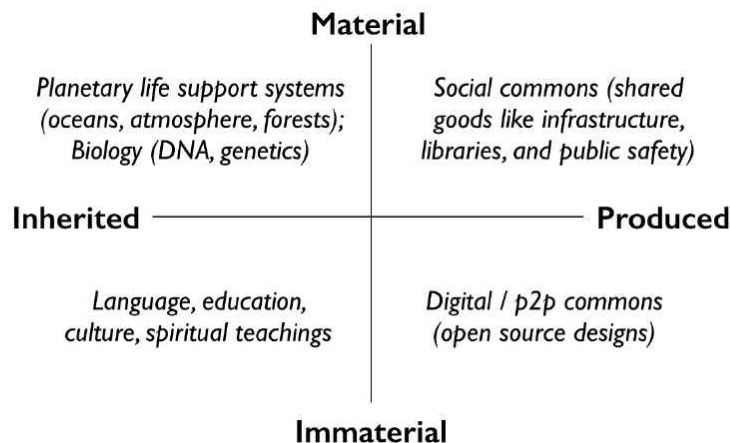 Material
Planetary life support systems
(oceans, atmosphere, forests);
Biology (DNA, genetics)
Social commons (shared
goods like infrastructure,
libraries, and public safety)
Inherited
Produced
Language, education,
culture, spiritual teachings
Digital / p2p commons
(open source designs)
Immaterial